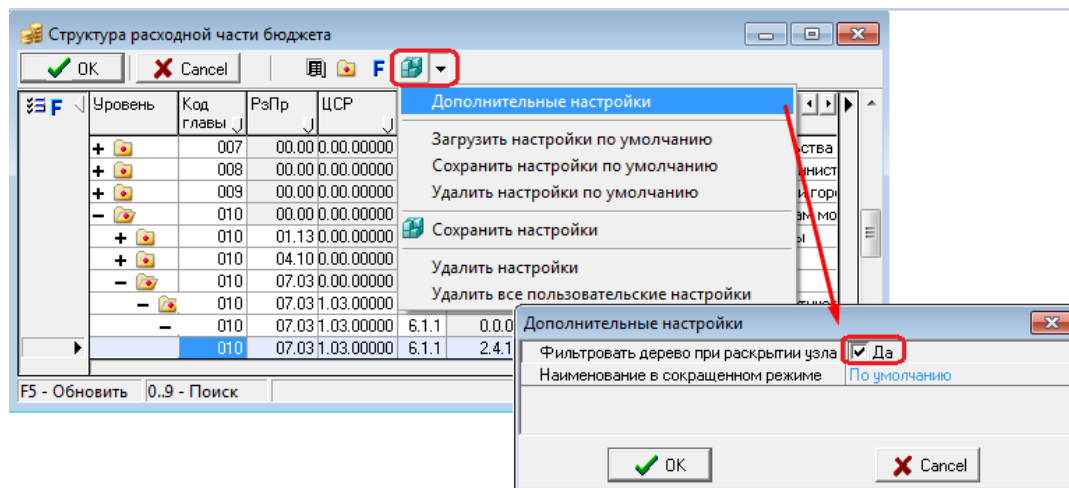 Структура расходной части бюджета
OK Cancel F
F Уровень Код главы РзПр ЦСР
Дополнительные настройки
Загрузить настройки по умолчанию
Сохранить настройки по умолчанию
Удалить настройки по умолчанию
Сохранить настройки
Удалить настройки
Удалить все пользовательские настройки
+ 007 00.00 0.00.00000 ства
+ 008 00.00 0.00.00000
+ 009 00.00 0.00.00000
– 010 00.00 0.00.00000
+ 010 01.13 0.00.00000
+ 010 04.10 0.00.00000
– 010 07.03 0.00.00000
– 010 07.03 1.03.00000
– 010 07.03 1.03.00000 6.1.1 0.0.0
010 07.03 1.03.00000 6.1.1 2.4.1
F5 - Обновить 0..9 - Поиск
Дополнительные настройки
Фильтровать дерево при раскрытии узла Да
Наименование в сокращенном режиме По умолчанию
OK Cancel